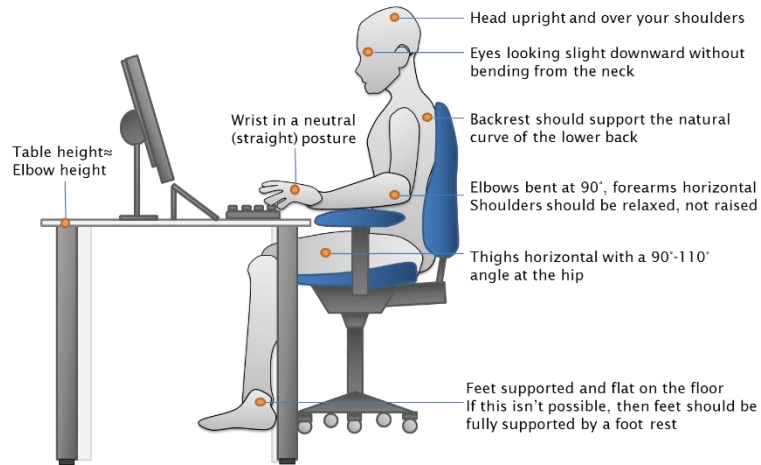 Head upright and over your shoulders
Eyes looking slight downward without
bending from the neck
Wrist in a neutral
(straight) posture
Backrest should support the natural
curve of the lower back
Table height≈
Elbow height
Elbows bent at 90˚, forearms horizontal
Shoulders should be relaxed, not raised
Thighs horizontal with a 90˚-110˚
angle at the hip
Feet supported and flat on the floor
If this isn't possible, then feet should be
fully supported by a foot rest